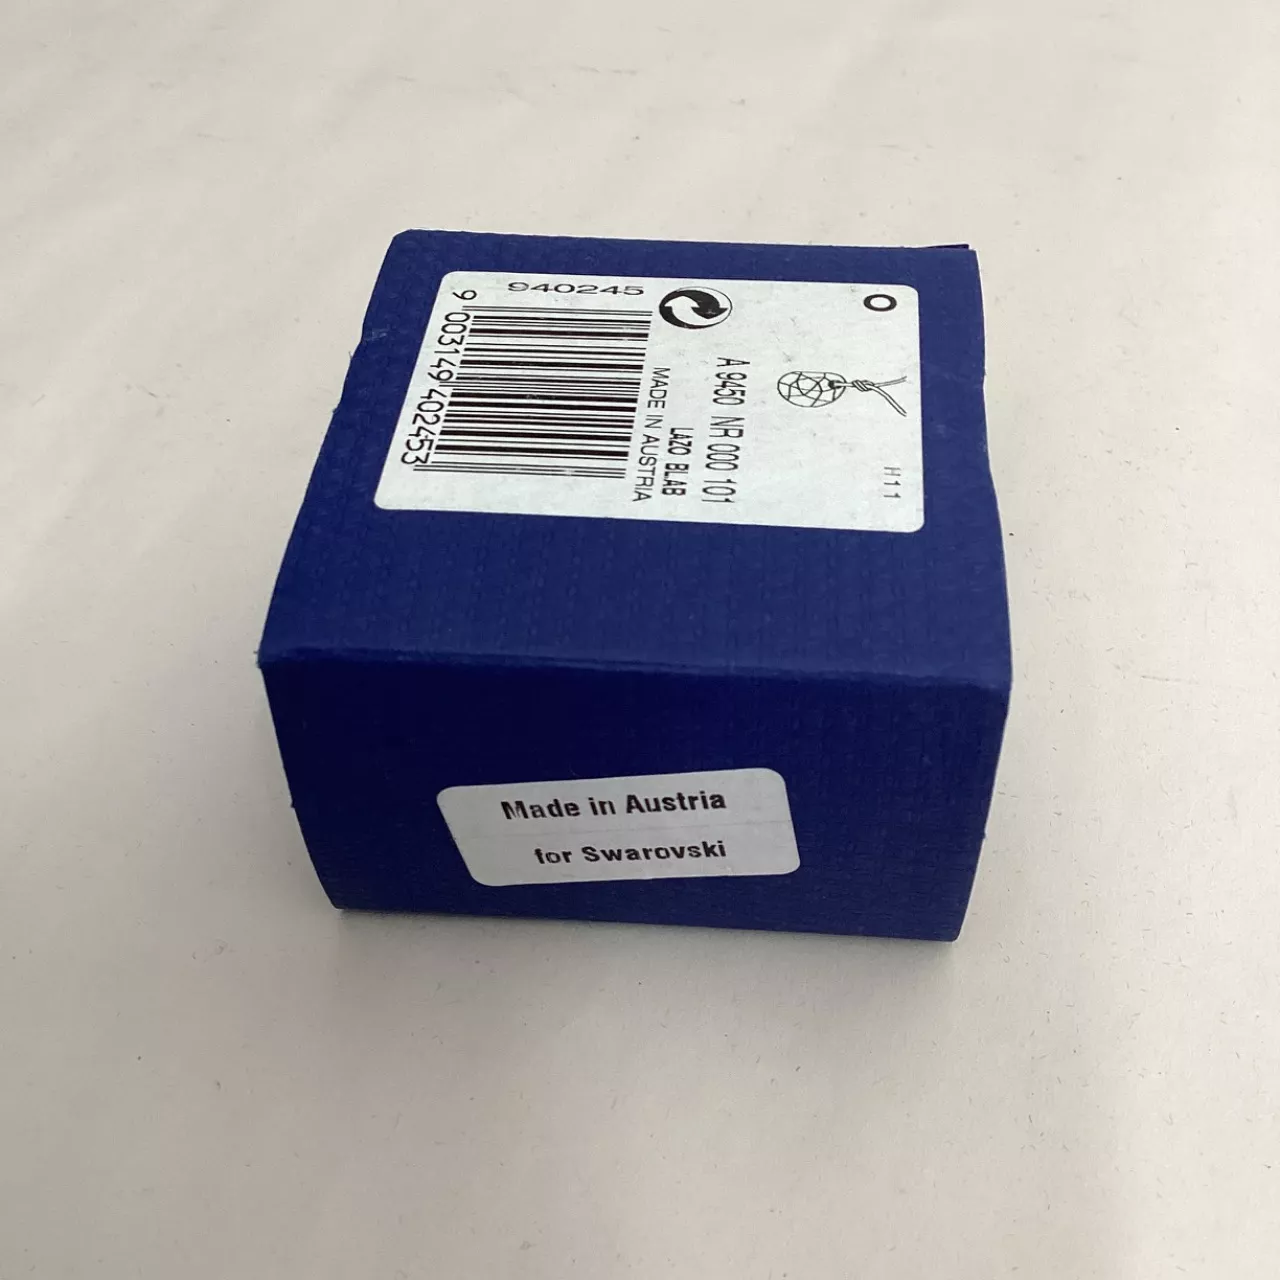 O
H11
A 9450 NR 000 101
LAZO BLAB
MADE IN AUSTRIA
940245
9 003149 402453
Made in Austria
for Swarovski